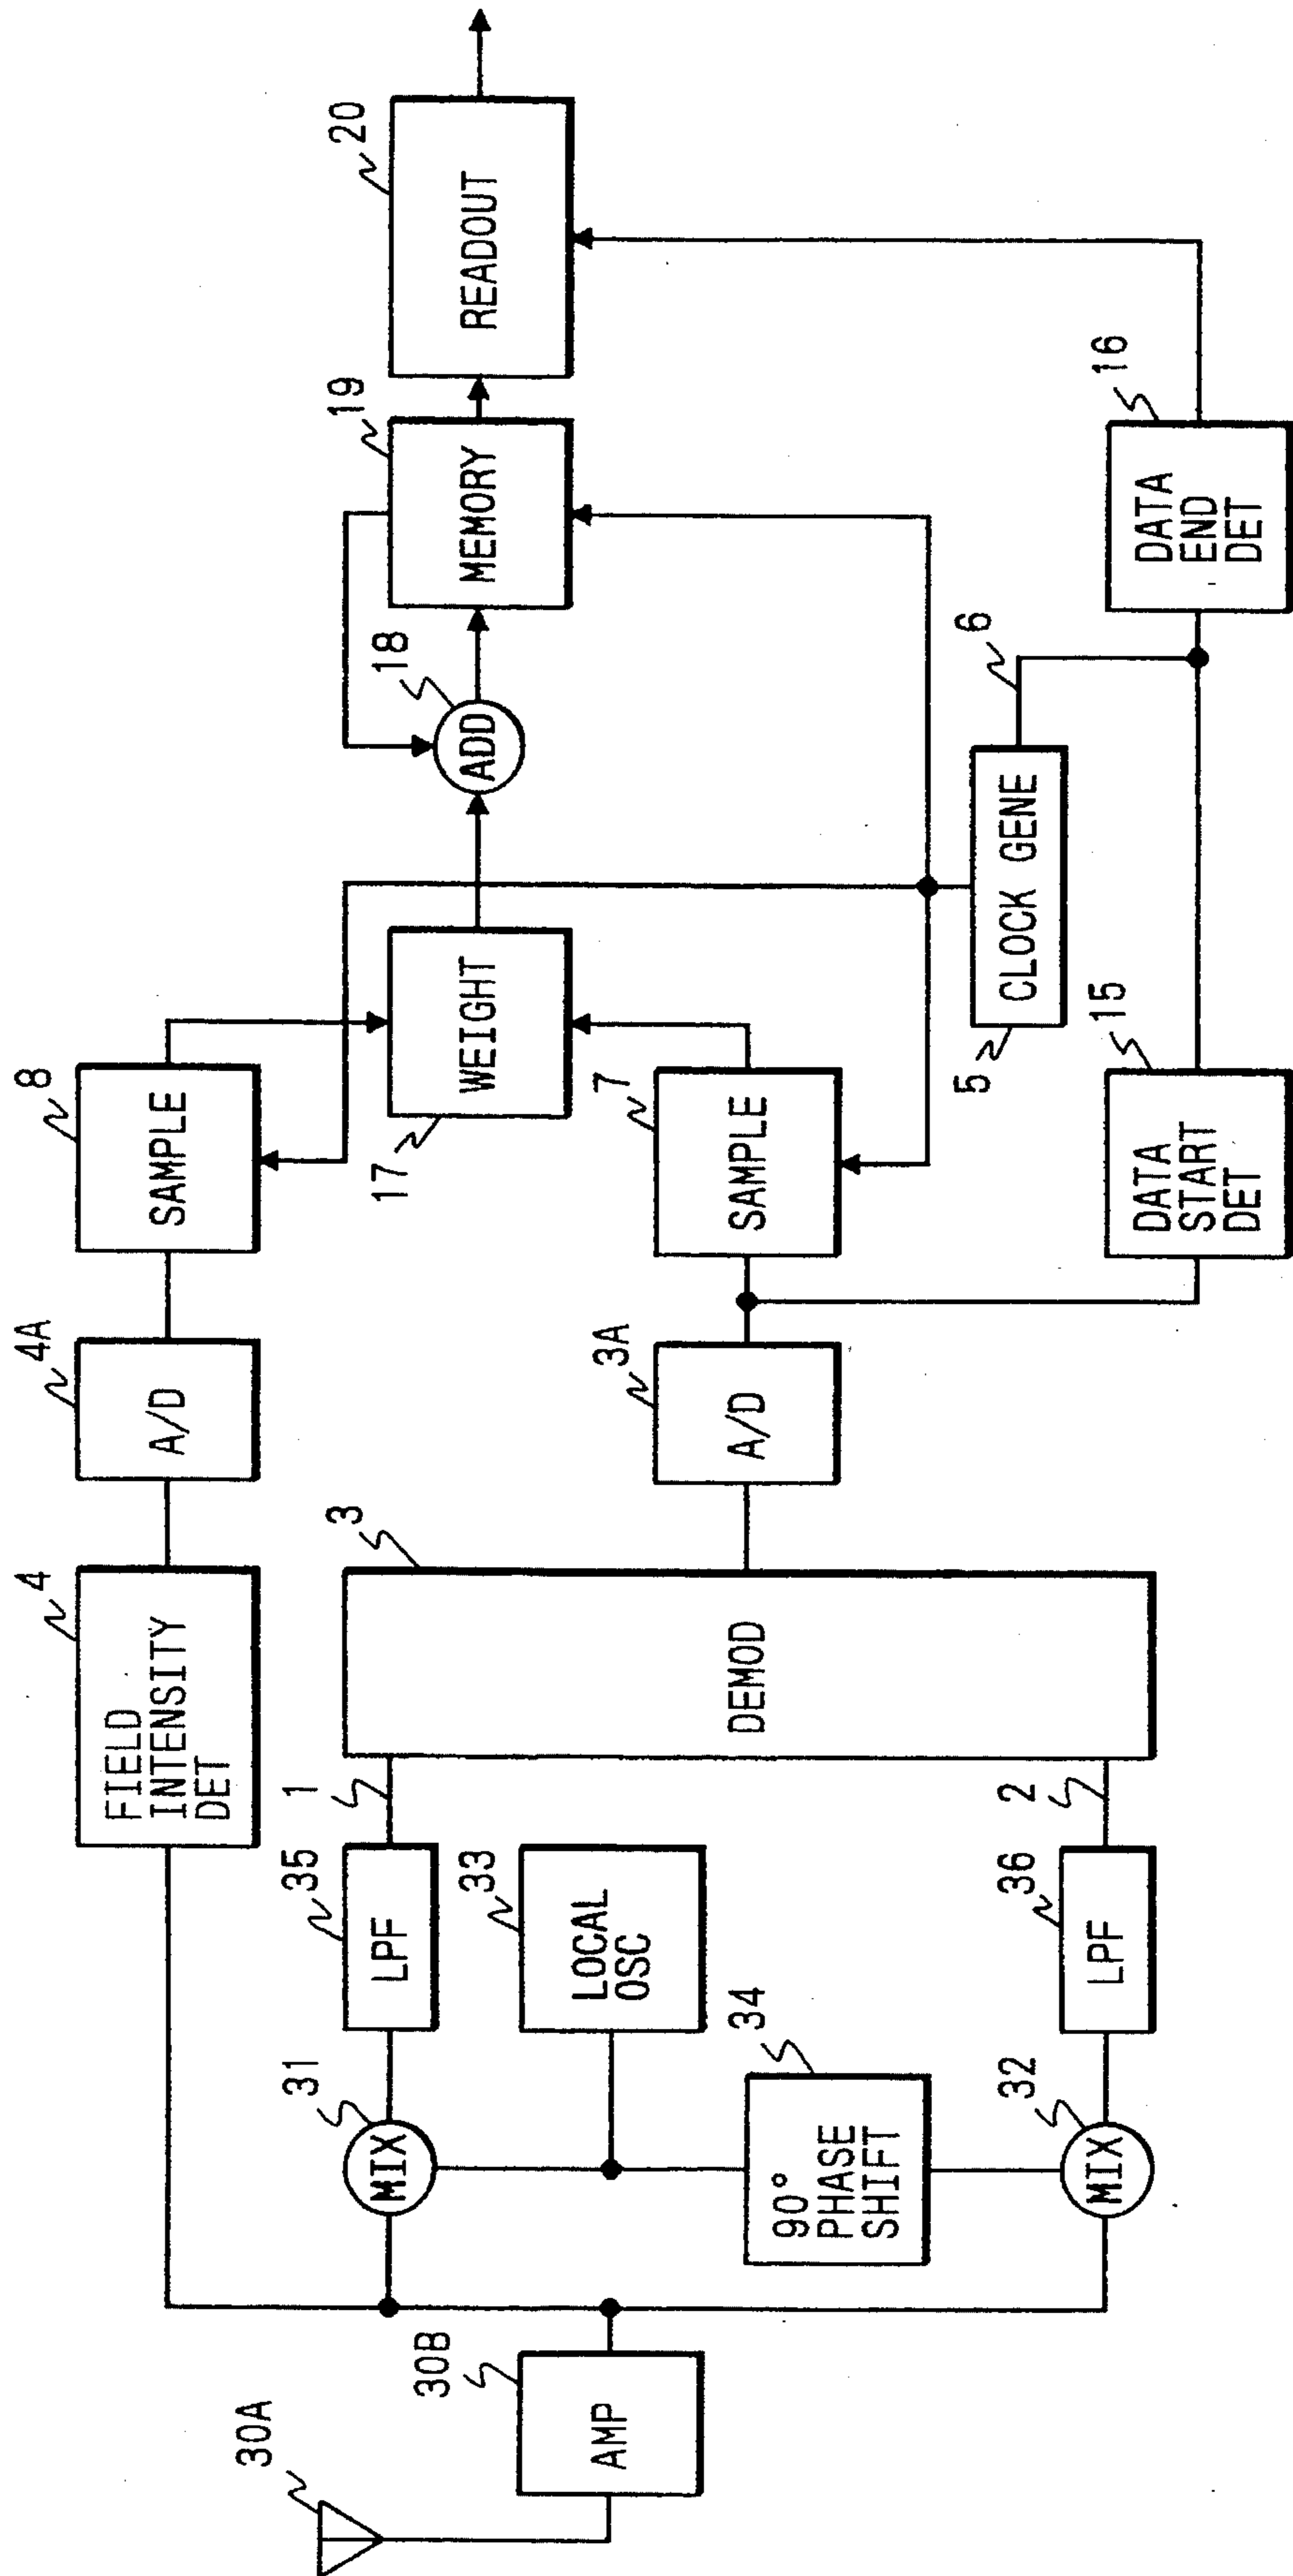 30A
AMP
30B
MIX
31
MIX
32
90°
PHASE
SHIFT
34
LOCAL
OSC
33
LPF
35
LPF
36
1
2
FIELD
INTENSITY
DET
4
DEMOD
3
A/D
4A
A/D
3A
SAMPLE
8
SAMPLE
7
WEIGHT
17
DATA
START
DET
15
CLOCK GENE
5
6
ADD
18
MEMORY
19
DATA
END
DET
16
READOUT
20